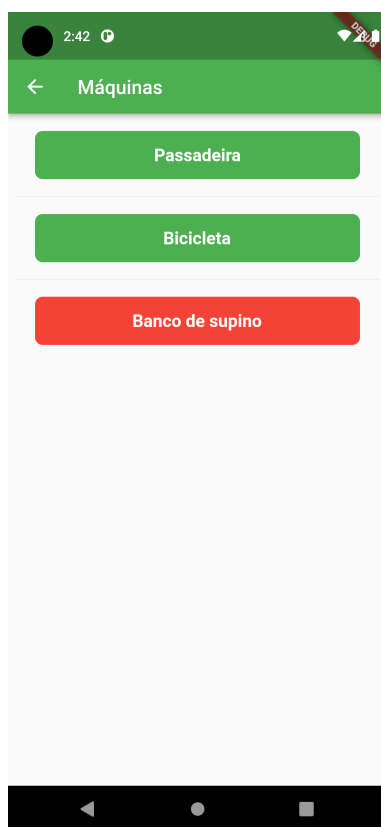 2:42
DEBUG
Máquinas
Passadeira
Bicicleta
Banco de supino